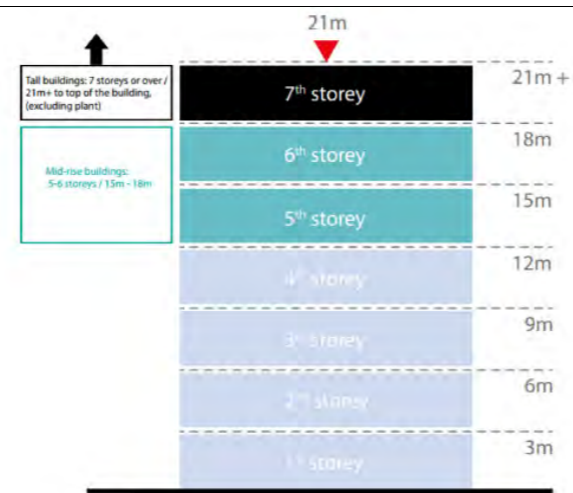 21m
Tall buildings: 7 storeys or over /
21m+ to top of the building,
(excluding plant)
7th storey
21m +
6th storey
18m
Mid-rise buildings:
5-6 storeys / 15m - 18m
5th storey
15m
4th storey
12m
3rd storey
9m
2nd storey
6m
1st storey
3m